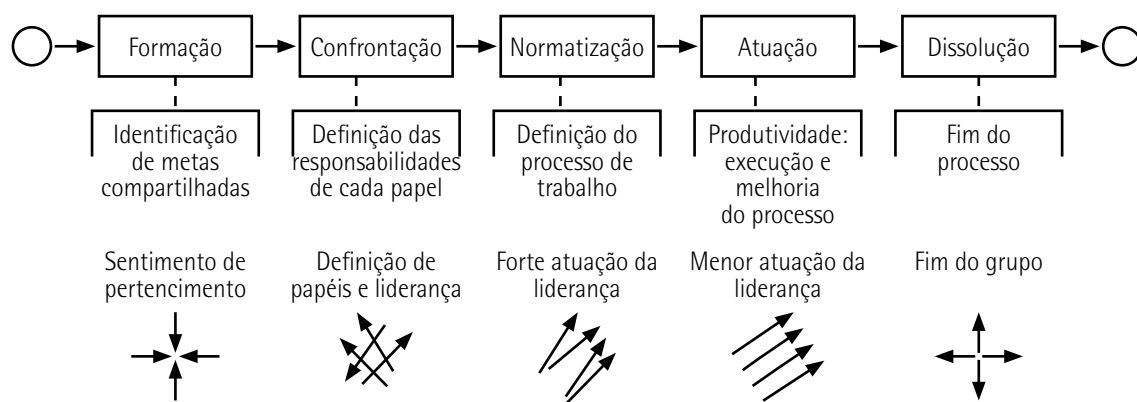 Formação
Confrontação
Normatização
Atuação
Dissolução
Identificação
de metas
compartilhadas
Definição das
responsabilidades
de cada papel
Definição do
processo de
trabalho
Produtividade:
execução e
melhoria
do processo
Fim do
processo
Sentimento de
pertencimento
Definição de
papéis e liderança
Forte atuação da
liderança
Menor atuação da
liderança
Fim do grupo